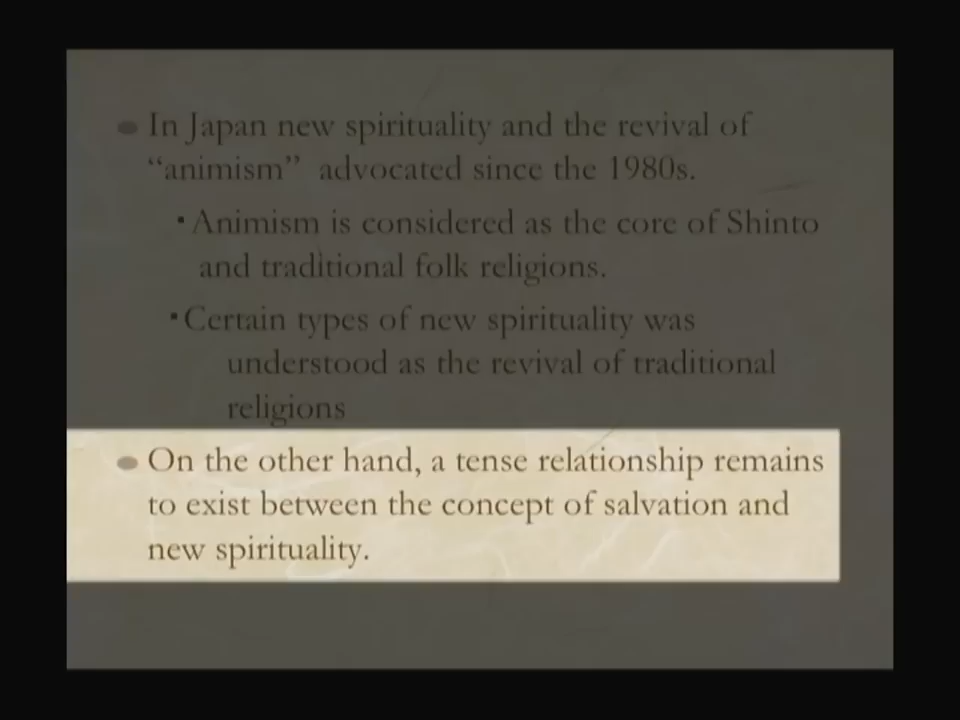 In Japan new spirituality and the revival of
“animism” advocated since the 1980s.
・Animism is considered as the core of Shinto
and traditional folk religions.
・Certain types of new spirituality was
understood as the revival of traditional
religions
On the other hand, a tense relationship remains
to exist between the concept of salvation and
new spirituality.